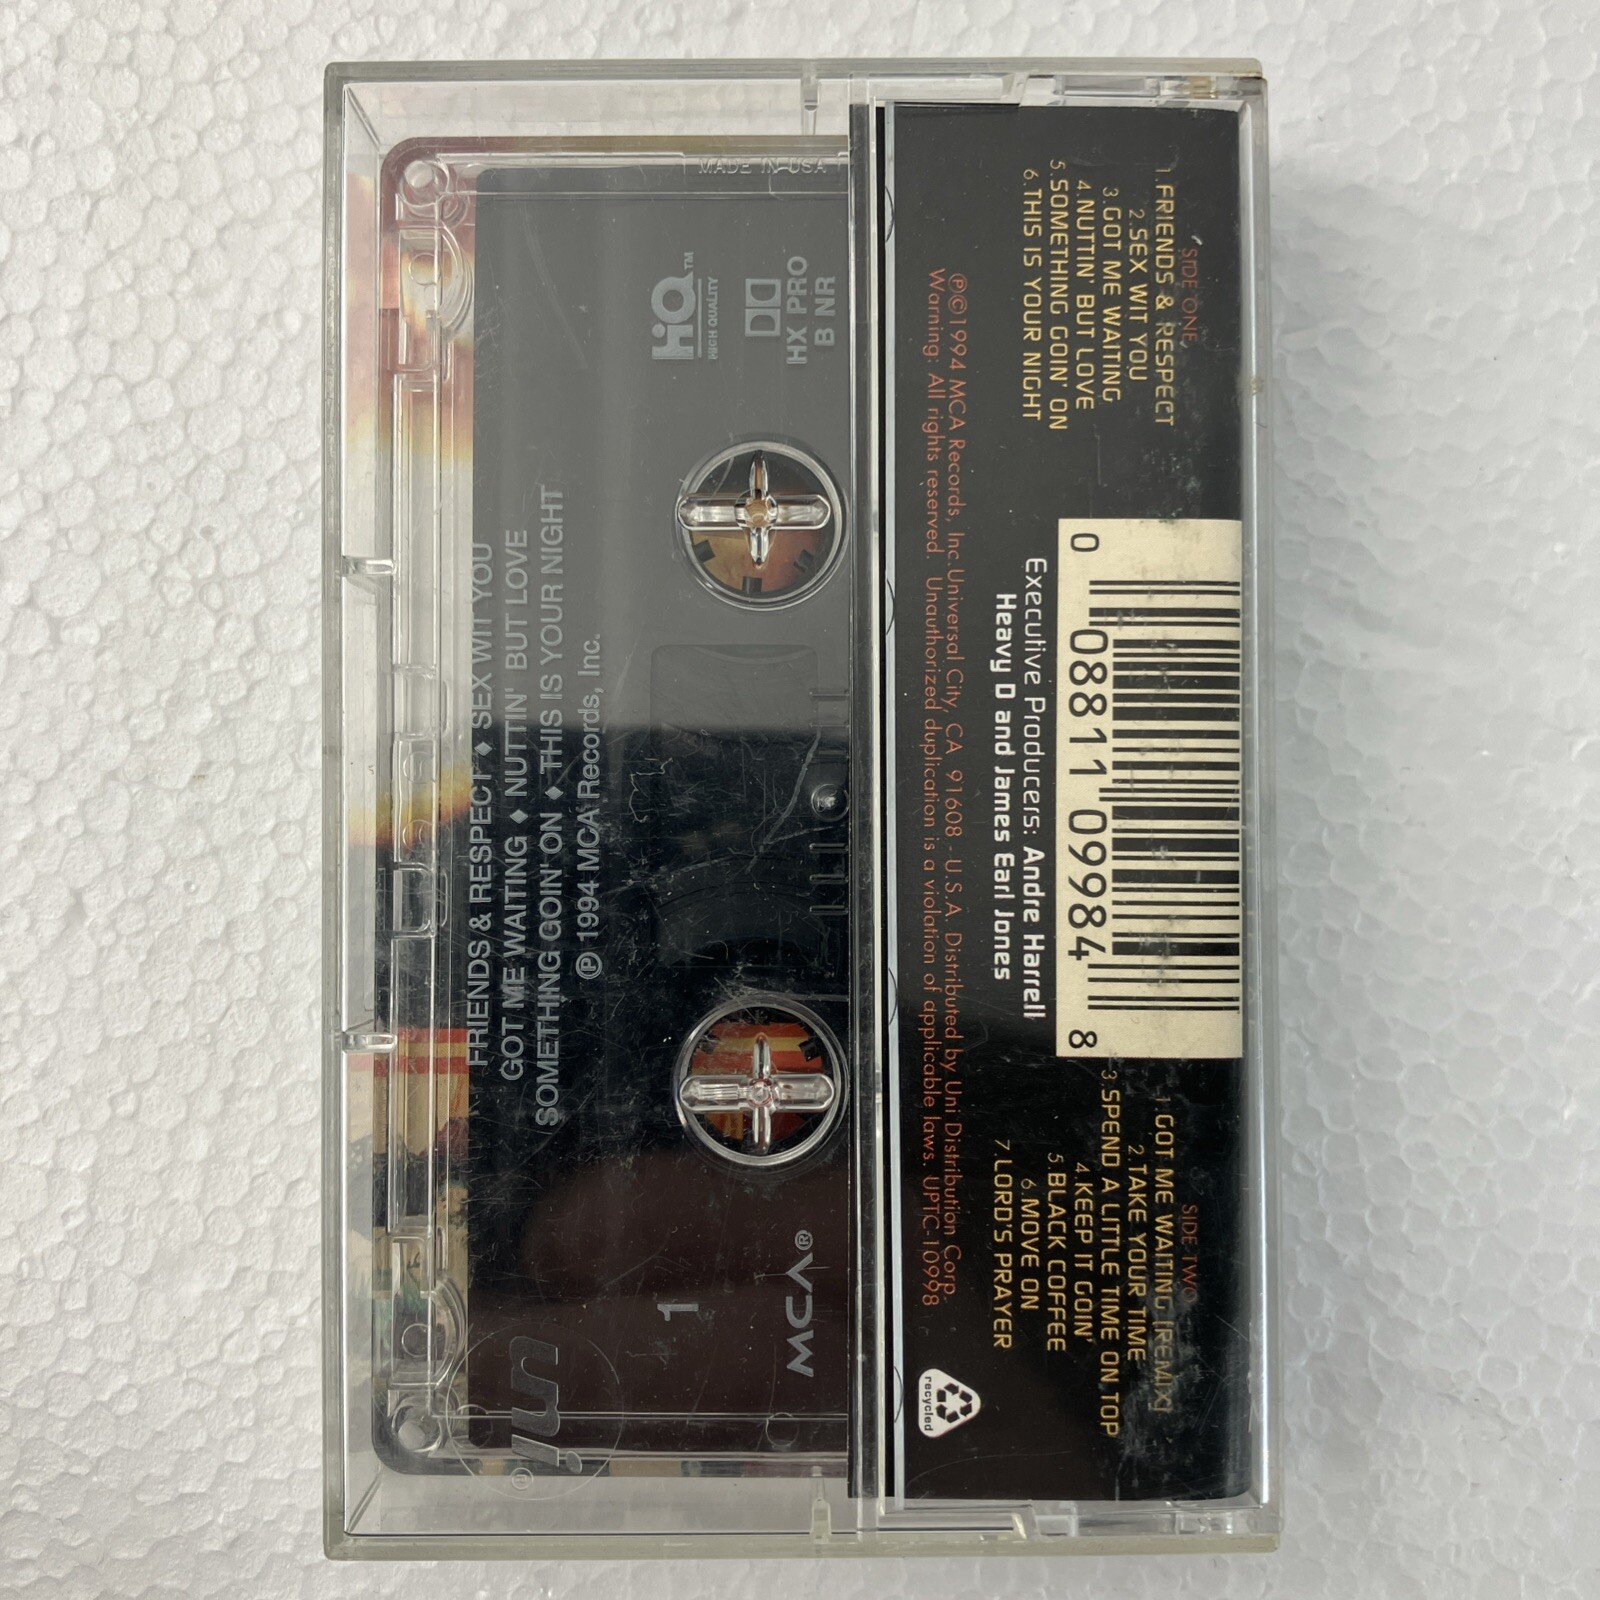 SIDE ONE
1. FRIENDS & RESPECT
2. SEX WIT YOU
3. GOT ME WAITING
4. NUTTIN' BUT LOVE
5. SOMETHING GOIN' ON
6. THIS IS YOUR NIGHT
0 08811 09984 8
Executive Producers: Andre Harrell
Heavy D and James Earl Jones
SIDE TWO
1. GOT ME WAITING [REMIX]
2. TAKE YOUR TIME
3. SPEND A LITTLE TIME ON TOP
4. KEEP IT GOIN'
5. BLACK COFFEE
6. MOVE ON
7. LORD'S PRAYER
℗©1994 MCA Records, Inc. Universal City, CA 91608 - U.S.A. Distributed by Uni Distribution Corp.
Warning: All rights reserved. Unauthorized duplication is a violation of applicable laws. UPTC-10998
recycled
MADE IN USA
HIQ™
HIGH QUALITY
HX PRO
B NR
FRIENDS & RESPECT ♦ SEX WIT YOU
GOT ME WAITING ♦ NUTTIN' BUT LOVE
SOMETHING GOIN' ON ♦ THIS IS YOUR NIGHT
℗ 1994 MCA Records, Inc.
1
MCA®
uni®